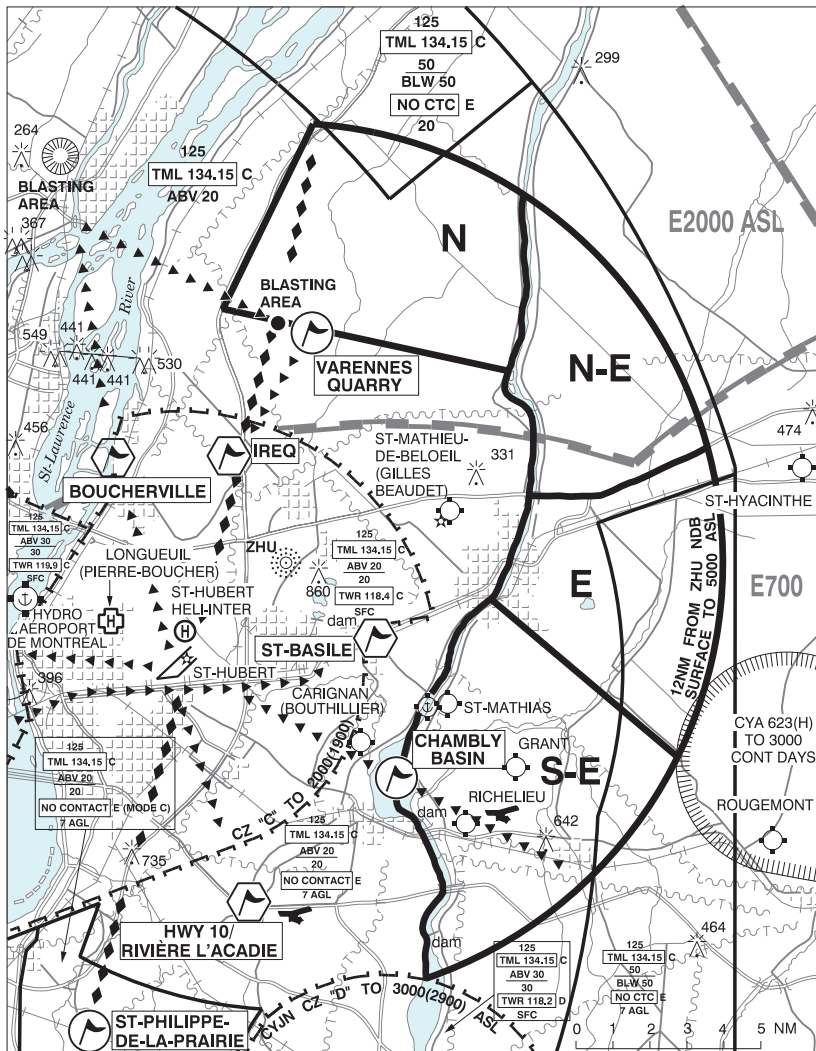 125
TML 134.15 C
50
BLW 50
NO CTC E
20
299
264
BLASTING
AREA
125
TML 134.15 C
ABV 20
367
N
E2000 ASL
River
BLASTING
AREA
549
441
441
441
530
VARENNES
QUARRY
N-E
456
St-Lawrence
IREQ
ST-MATHIEU-
DE-BELOEIL
(GILLES
BEAUDET)
331
474
BOUCHERVILLE
ST-HYACINTHE
125
TML 134.15 C
ABV 30
30
TWR 119.9 C
SFC
LONGUEUIL
(PIERRE-BOUCHER)
ZHU
125
TML 134.15 C
ABV 20
20
TWR 118.4 C
SFC
860
ST-HUBERT
HELI-INTER
H
H
E
E700
12NM FROM ZHU NDB
SURFACE TO 5000 ASL
dam
HYDRO
AÉROPORT
DE MONTRÉAL
ST-BASILE
ST-HUBERT
396
CARIGNAN
(BOUTHILLIER)
ST-MATHIAS
CHAMBLY
BASIN
GRANT
S-E
CYA 623(H)
TO 3000
CONT DAYS
ROUGEMONT
125
TML 134.15 C
ABV 20
20
NO CONTACT E (MODE C)
7 AGL
CZ "C" TO 2000(1900)
dam
RICHELIEU
642
125
TML 134.15 C
ABV 20
20
NO CONTACT E
7 AGL
735
HWY 10/
RIVIÈRE L'ACADIE
dam
464
125
TML 134.15 C
ABV 30
30
TWR 118.2 D
SFC
125
TML 134.15 C
50
BLW 50
NO CTC E
7 AGL
CYJN CZ "D" TO 3000(2900) ASL
ST-PHILIPPE-
DE-LA-PRAIRIE
0 1 2 3 4 5 NM